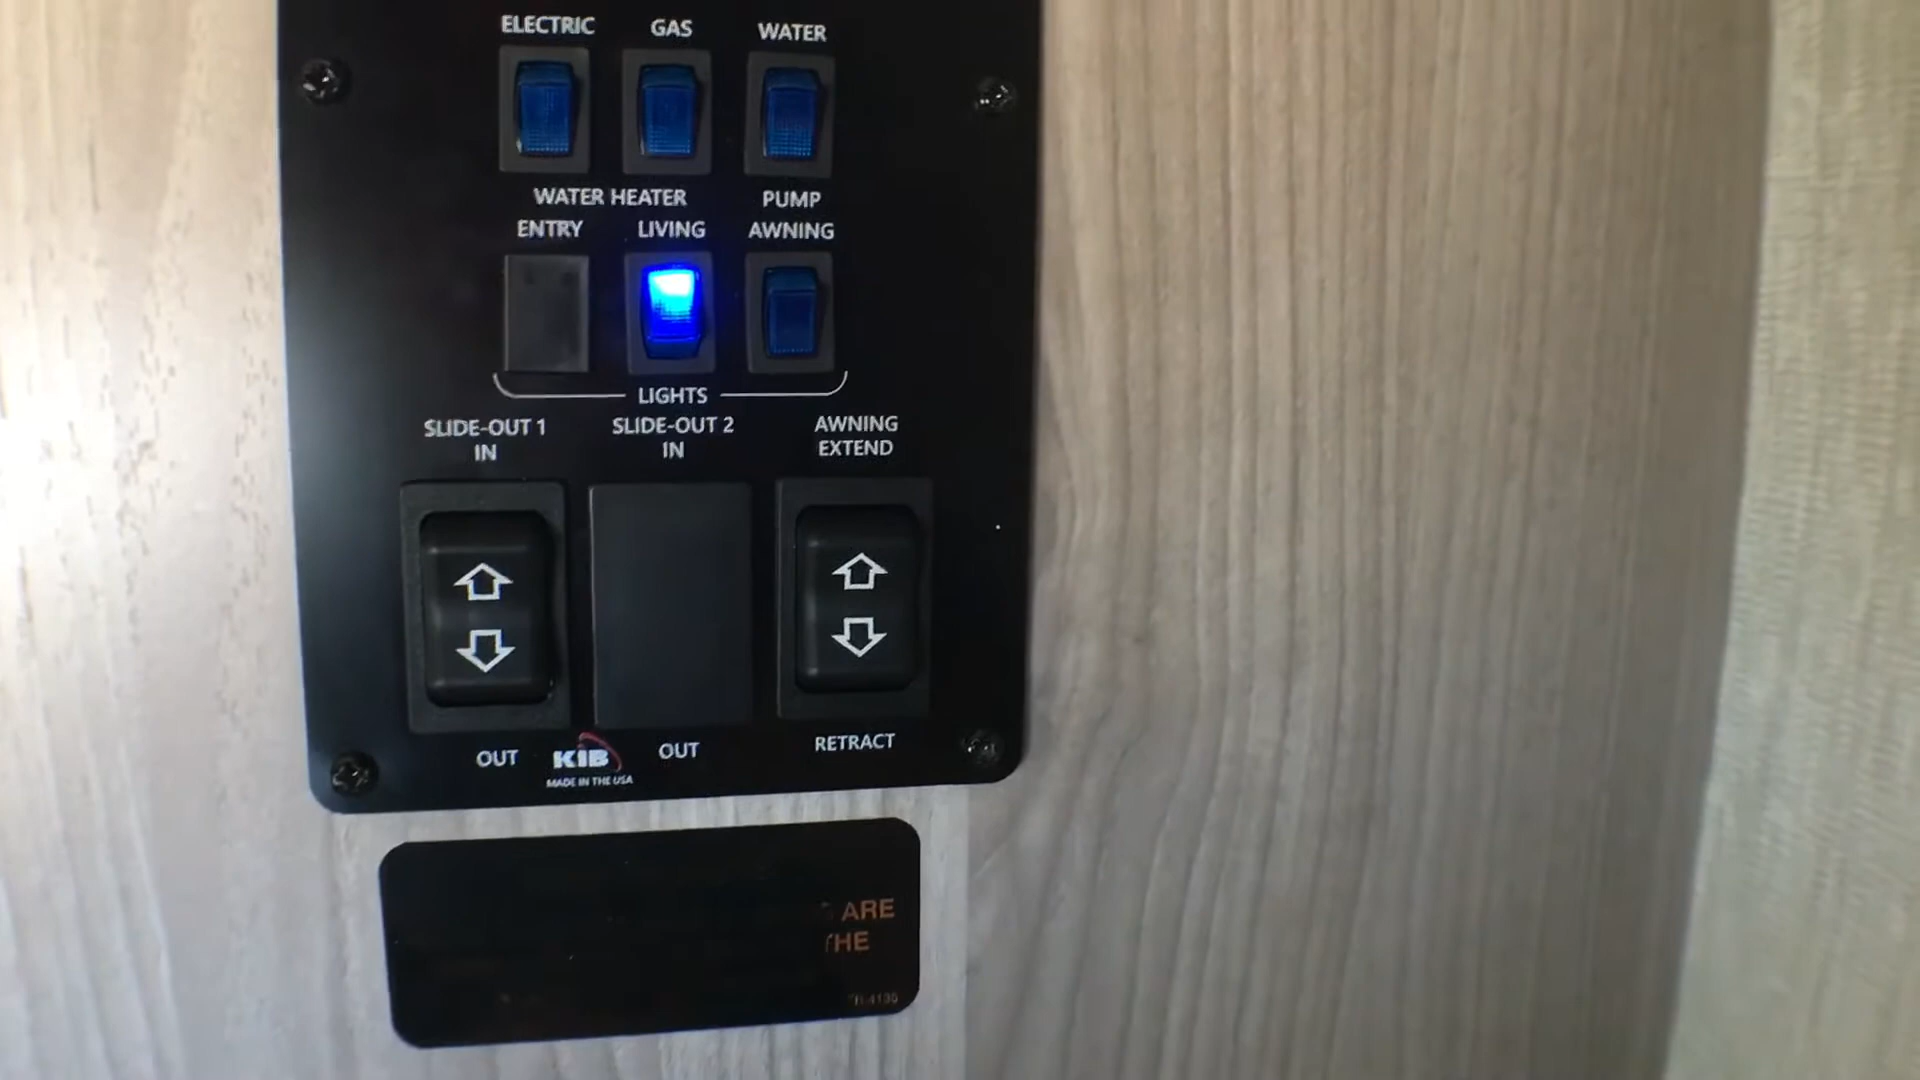 ELECTRIC GAS WATER
WATER HEATER PUMP
ENTRY LIVING AWNING
LIGHTS
SLIDE-OUT 1 SLIDE-OUT 2 AWNING
IN IN EXTEND
OUT OUT RETRACT
KIB
MADE IN THE USA
ARE
THE